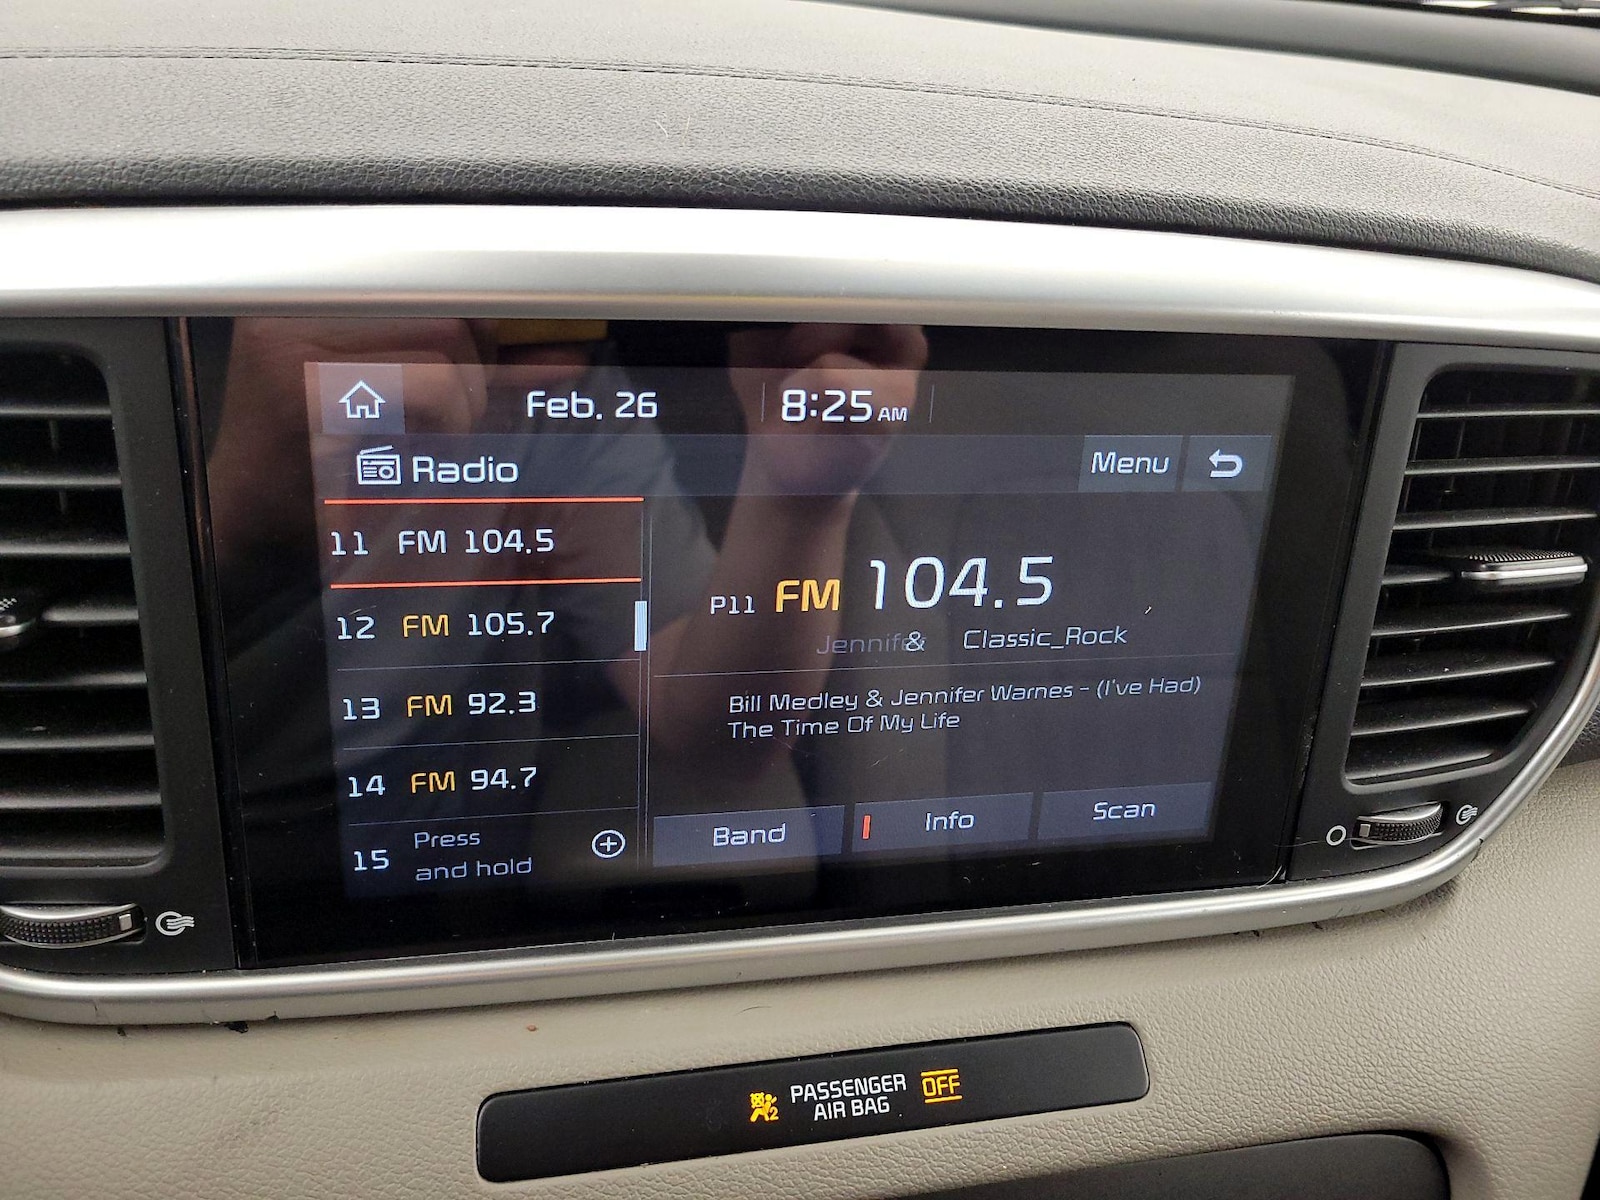 Feb. 26 8:25 AM
Radio Menu
11 FM 104.5
12 FM 105.7
13 FM 92.3
14 FM 94.7
15 Press
and hold
P11 FM 104.5
Jennifer & Classic_Rock
Bill Medley & Jennifer Warnes - (I've Had)
The Time Of My Life
Band Info Scan
2 PASSENGER OFF
AIR BAG